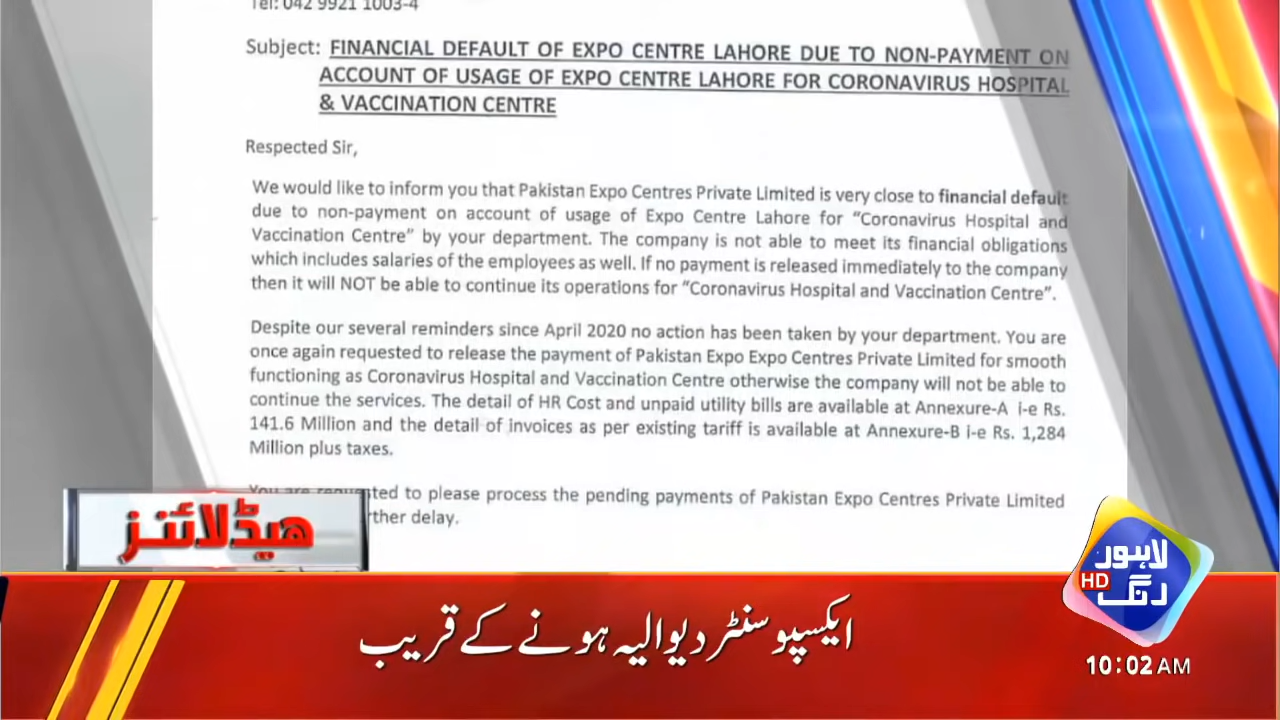 Tel: 042 9921 1003-4
Subject: FINANCIAL DEFAULT OF EXPO CENTRE LAHORE DUE TO NON-PAYMENT ON
ACCOUNT OF USAGE OF EXPO CENTRE LAHORE FOR CORONAVIRUS HOSPITAL
& VACCINATION CENTRE
Respected Sir,
We would like to inform you that Pakistan Expo Centres Private Limited is very close to financial default
due to non-payment on account of usage of Expo Centre Lahore for "Coronavirus Hospital and
Vaccination Centre" by your department. The company is not able to meet its financial obligations
which includes salaries of the employees as well. If no payment is released immediately to the company
then it will NOT be able to continue its operations for "Coronavirus Hospital and Vaccination Centre".
Despite our several reminders since April 2020 no action has been taken by your department. You are
once again requested to release the payment of Pakistan Expo Expo Centres Private Limited for smooth
functioning as Coronavirus Hospital and Vaccination Centre otherwise the company will not be able to
continue the services. The detail of HR Cost and unpaid utility bills are available at Annexure-A i-e Rs.
141.6 Million and the detail of invoices as per existing tariff is available at Annexure-B i-e Rs. 1,284
Million plus taxes.
You are requested to please process the pending payments of Pakistan Expo Centres Private Limited
rther delay.
ہیڈلائنز
لاہور
HD رنگ
ایکسپو سنٹر دیوالیہ ہونے کے قریب
10:02 AM